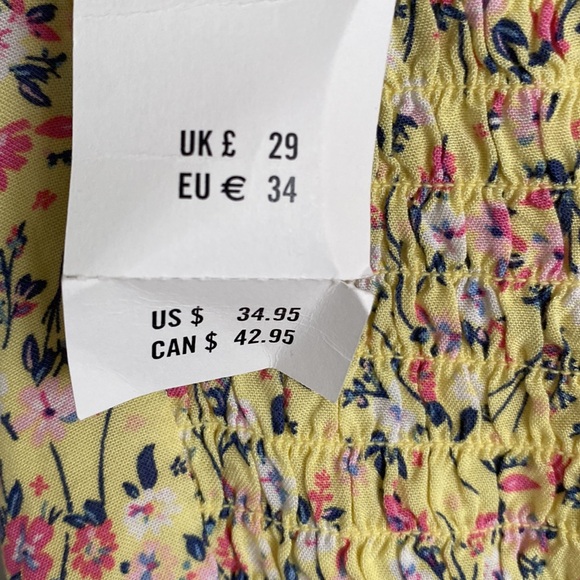 UK £ 29
EU € 34
US $ 34.95
CAN $ 42.95